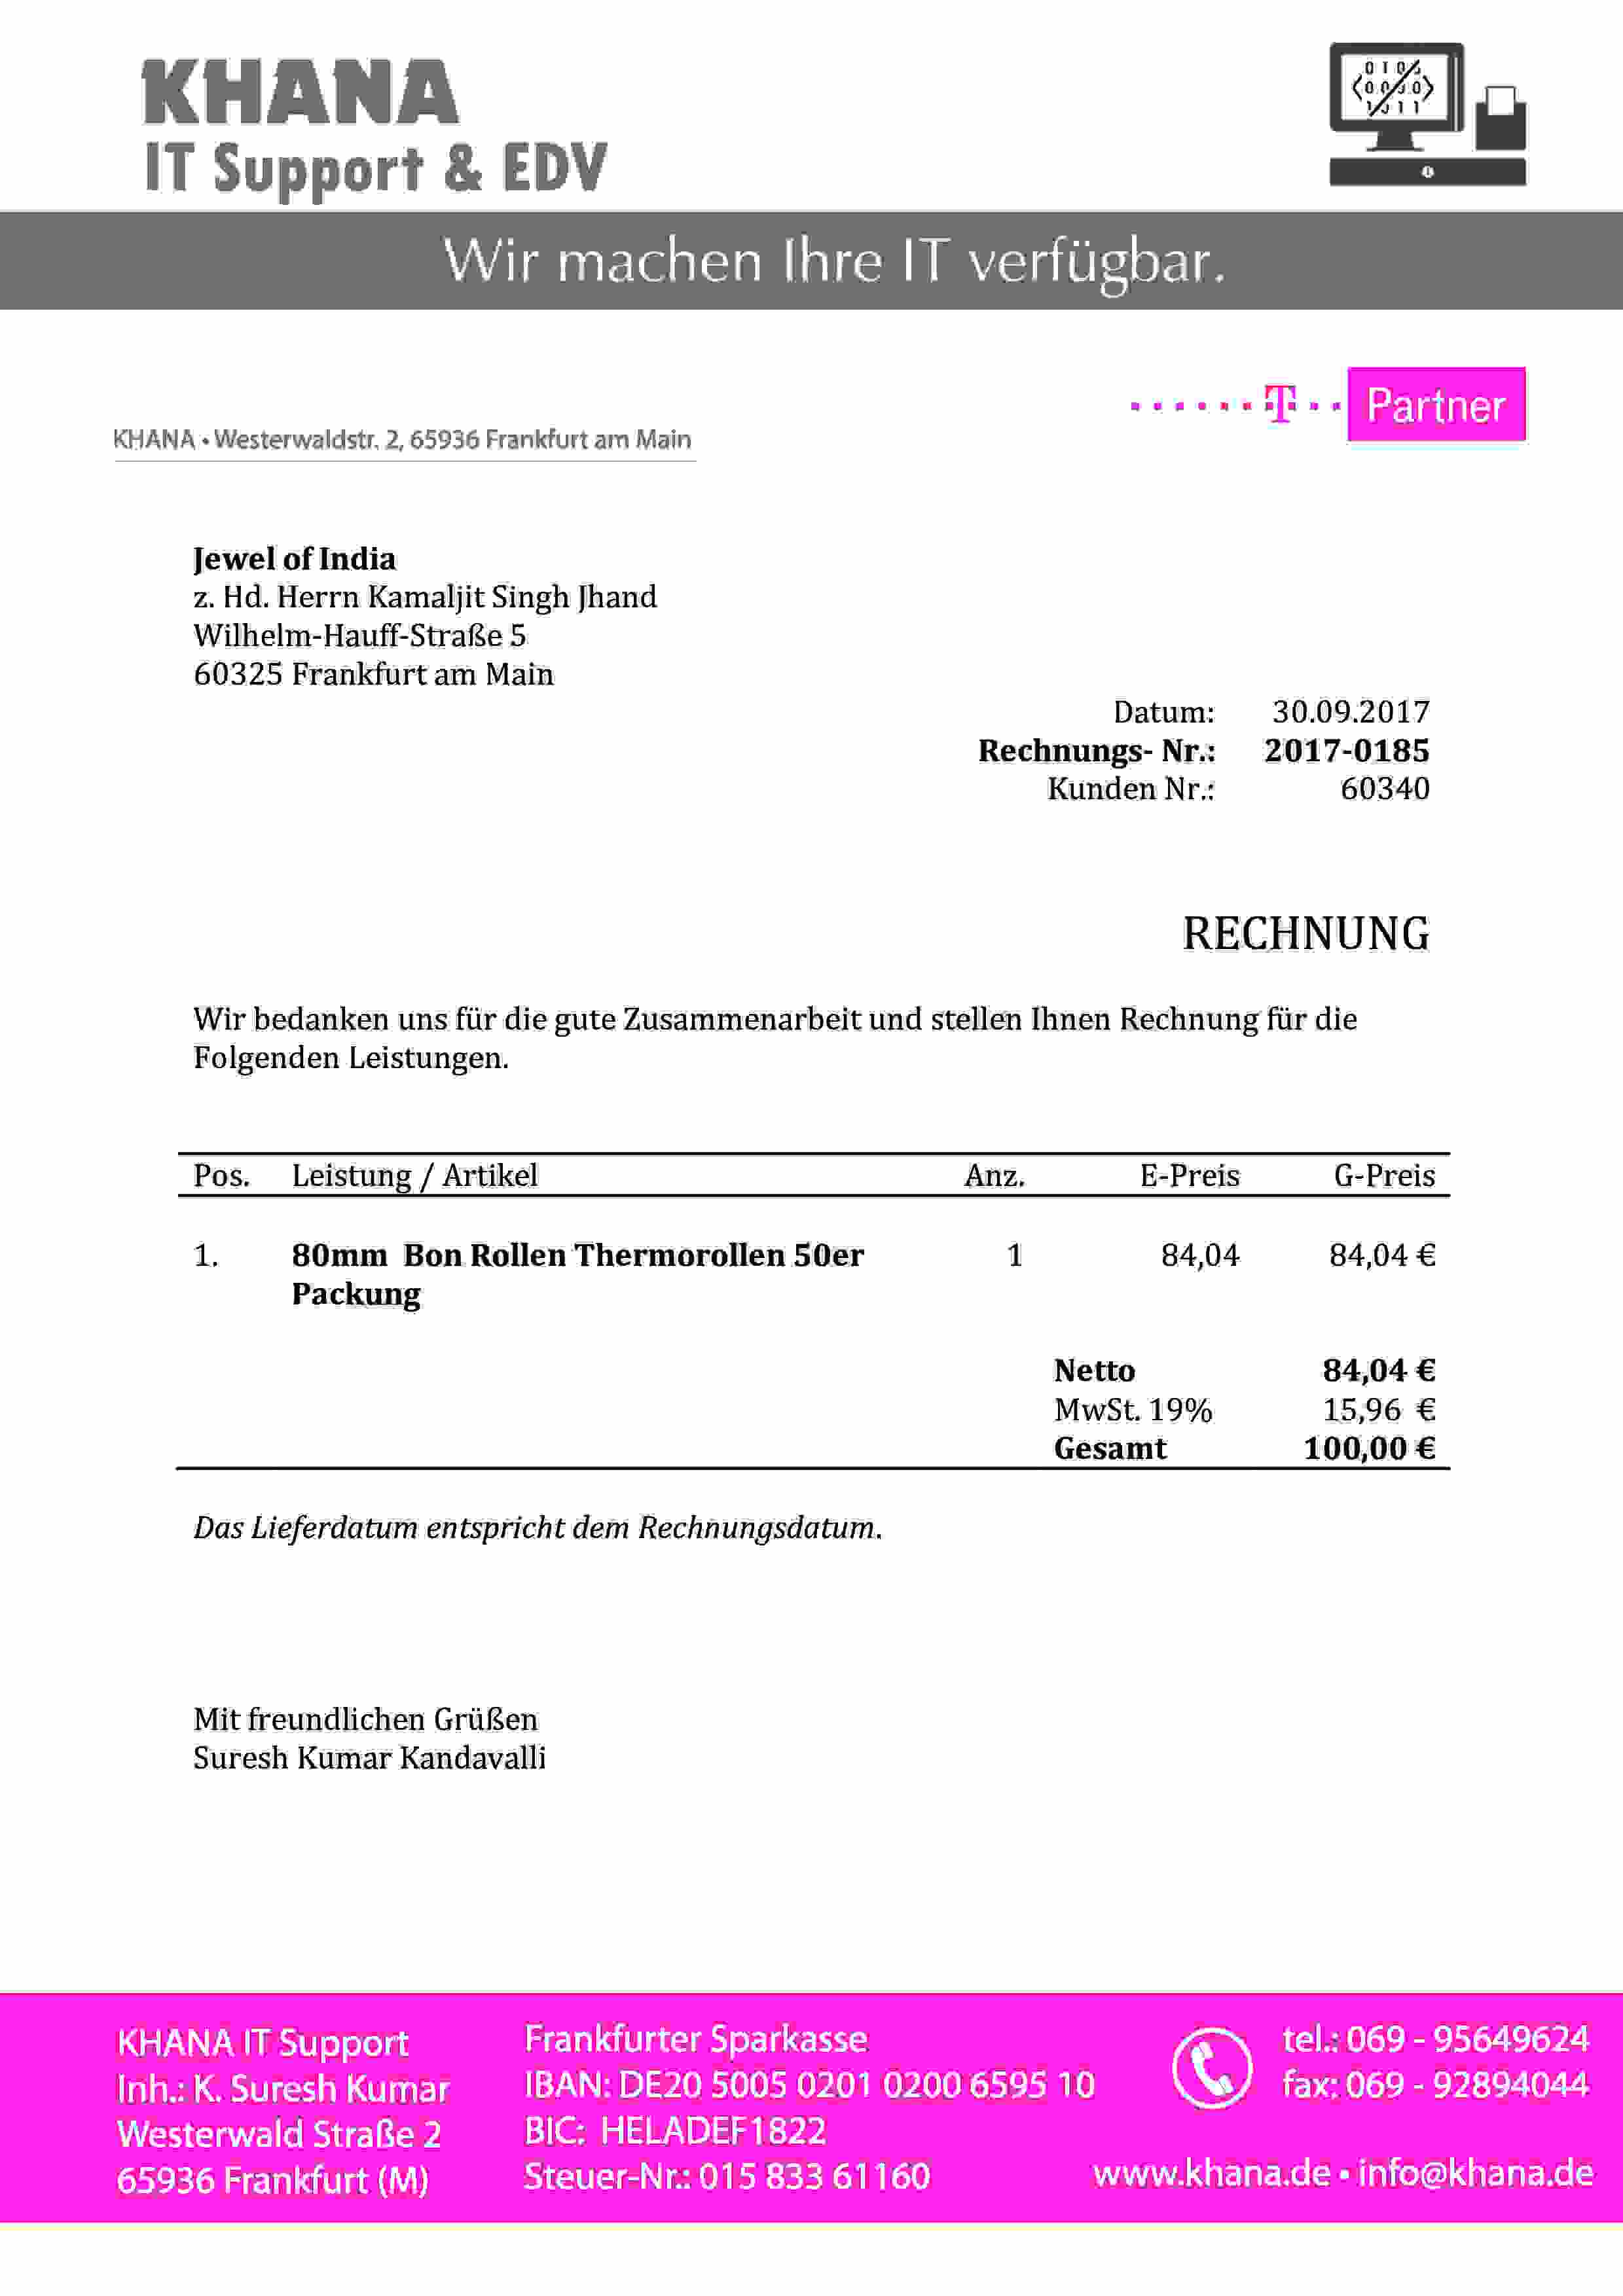 KHANA
IT Support & EDV
Wir machen Ihre IT verfügbar.
T Partner
KHANA • Westerwaldstr. 2, 65936 Frankfurt am Main
Jewel of India
z. Hd. Herrn Kamaljit Singh Jhand
Wilhelm-Hauff-Straße 5
60325 Frankfurt am Main
Datum: 30.09.2017
Rechnungs- Nr.: 2017-0185
Kunden Nr.: 60340
RECHNUNG
Wir bedanken uns für die gute Zusammenarbeit und stellen Ihnen Rechnung für die
Folgenden Leistungen.
Pos. Leistung / Artikel Anz. E-Preis G-Preis
1. 80mm Bon Rollen Thermorollen 50er 1 84,04 84,04 €
Packung
Netto 84,04 €
MwSt. 19% 15,96 €
Gesamt 100,00 €
Das Lieferdatum entspricht dem Rechnungsdatum.
Mit freundlichen Grüßen
Suresh Kumar Kandavalli
KHANA IT Support
Inh.: K. Suresh Kumar
Westerwald Straße 2
65936 Frankfurt (M)
Frankfurter Sparkasse
IBAN: DE20 5005 0201 0200 6595 10
BIC: HELADEF1822
Steuer-Nr.: 015 833 61160
tel.: 069 - 95649624
fax: 069 - 92894044
www.khana.de • info@khana.de